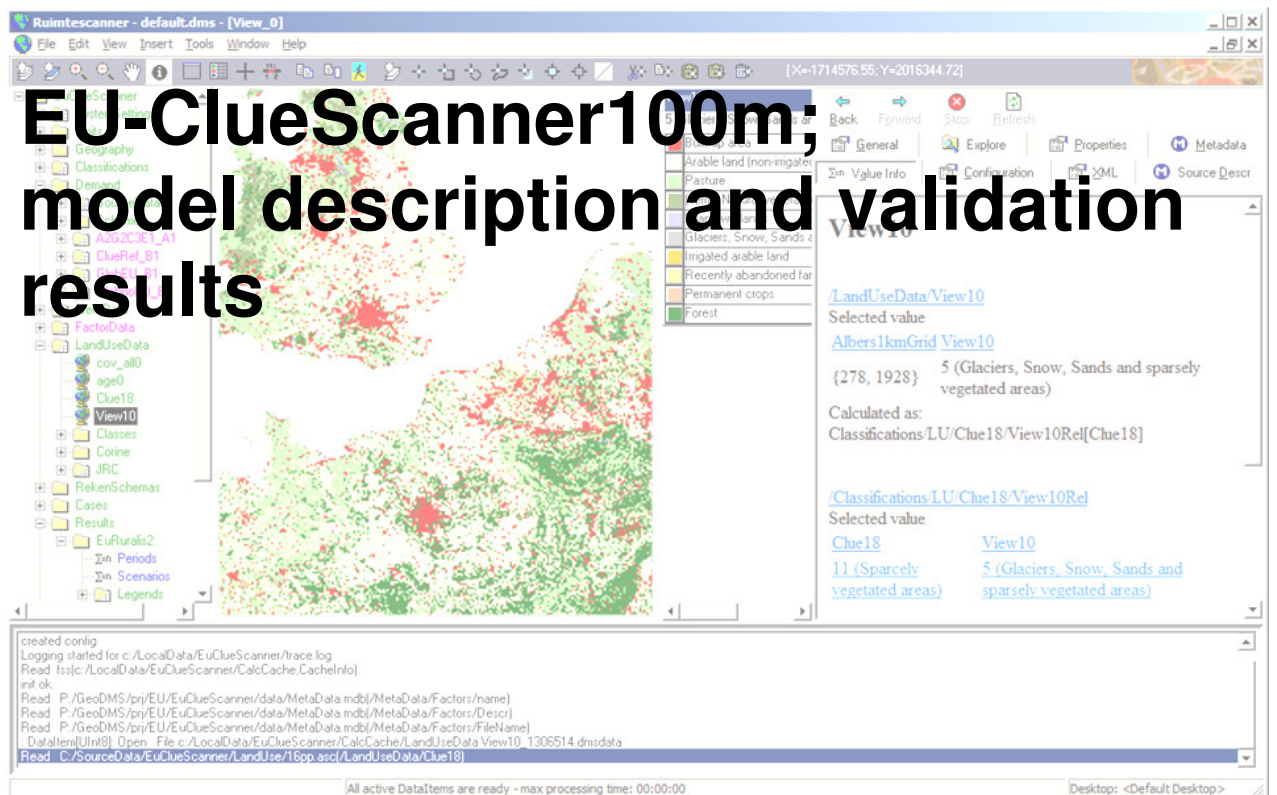 Ruimtescanner - default.dms - [View_0]
File Edit View Insert Tools Window Help
[X=-1714576.55; Y=2016344.72]
EU-ClueScanner100m;
model description and validation
results
Geography
Classifications
Demand
A2G2C3E1_A1
ClueRel_B1
FactorData
LandUseData
cov_all0
age0
Clue18
View10
Classes
Corine
JRC
RekenSchemas
Cases
Results
EuRuralis2
Periods
Scenarios
Legends
Arable land (non-irrigated
Pasture
Glaciers, Snow, Sands a
Irrigated arable land
Recently abandoned far
Permanent crops
Forest
Back Forward Stop Refresh
General Explore Properties Metadata
Value Info Configuration XML Source Descr
View10
/LandUseData/View10
Selected value
Albers1kmGrid View10
{278, 1928} 5 (Glaciers, Snow, Sands and sparsely
vegetated areas)
Calculated as:
Classifications/LU/Clue18/View10Rel[Clue18]
/Classifications/LU/Clue18/View10Rel
Selected value
Clue18 View10
11 (Sparcely 5 (Glaciers, Snow, Sands and
vegetated areas) sparsely vegetated areas)
created config
Logging started for c:/LocalData/EuClueScanner/trace.log
Read fss(c:/LocalData/EuClueScanner/CalcCache,CacheInfo)
init ok
Read P:/GeoDMS/prj/EU/EuClueScanner/data/MetaData.mdb(/MetaData/Factors/name)
Read P:/GeoDMS/prj/EU/EuClueScanner/data/MetaData.mdb(/MetaData/Factors/Descr)
Read P:/GeoDMS/prj/EU/EuClueScanner/data/MetaData.mdb(/MetaData/Factors/FileName)
DataItem[UInt8] Open File c:/LocalData/EuClueScanner/CalcCache/LandUseData View10_1306514.dmsdata
Read C:/SourceData/EuClueScanner/LandUse/16pp.asc(/LandUseData/Clue18)
All active DataItems are ready - max processing time: 00:00:00
Desktop: <Default Desktop>